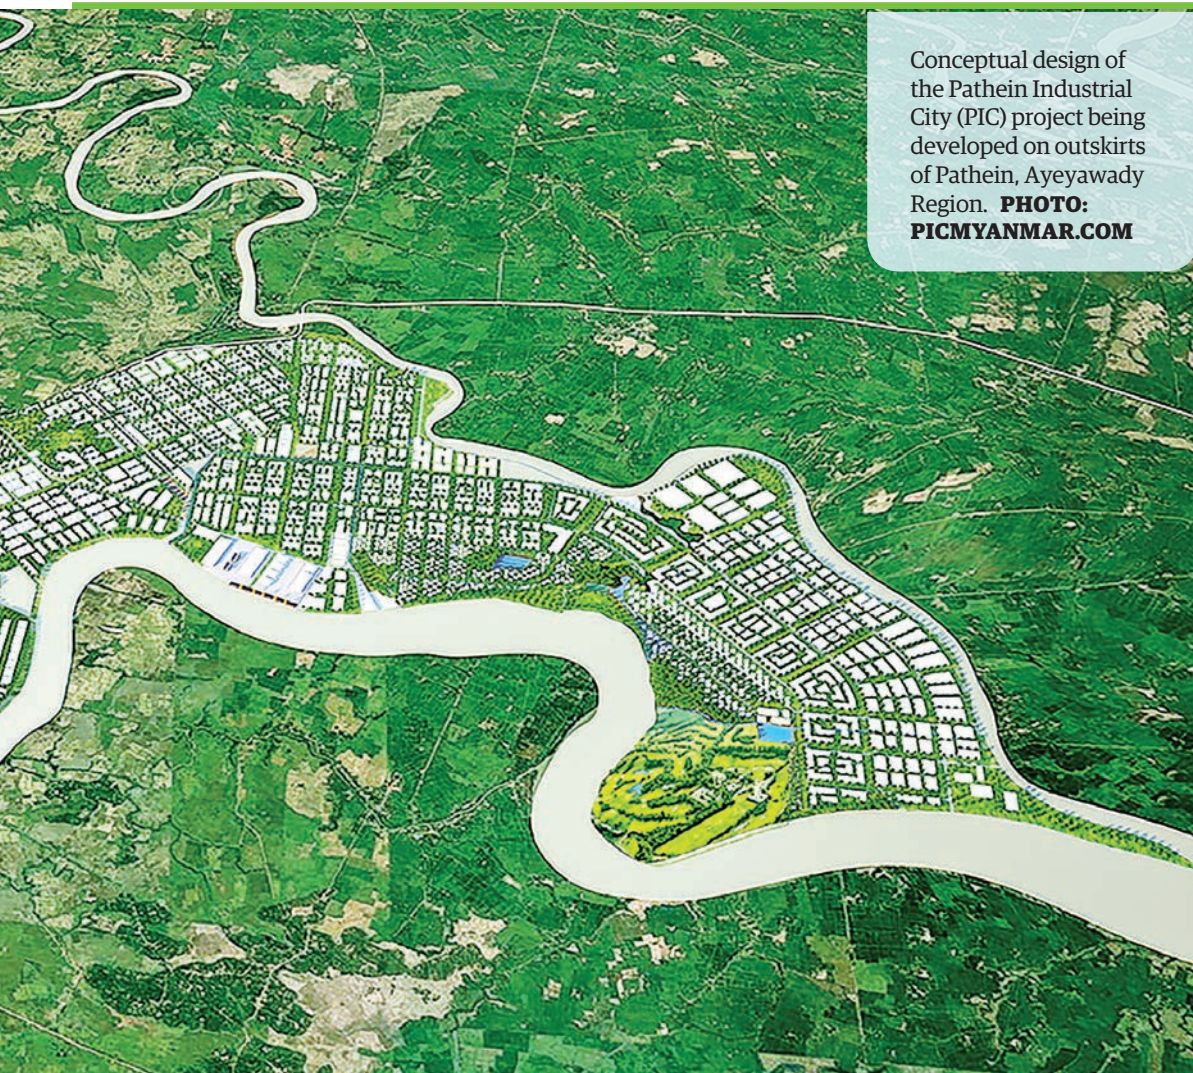 Conceptual design of
the Pathein Industrial
City (PIC) project being
developed on outskirts
of Pathein, Ayeyawady
Region. PHOTO:
PICMYANMAR.COM